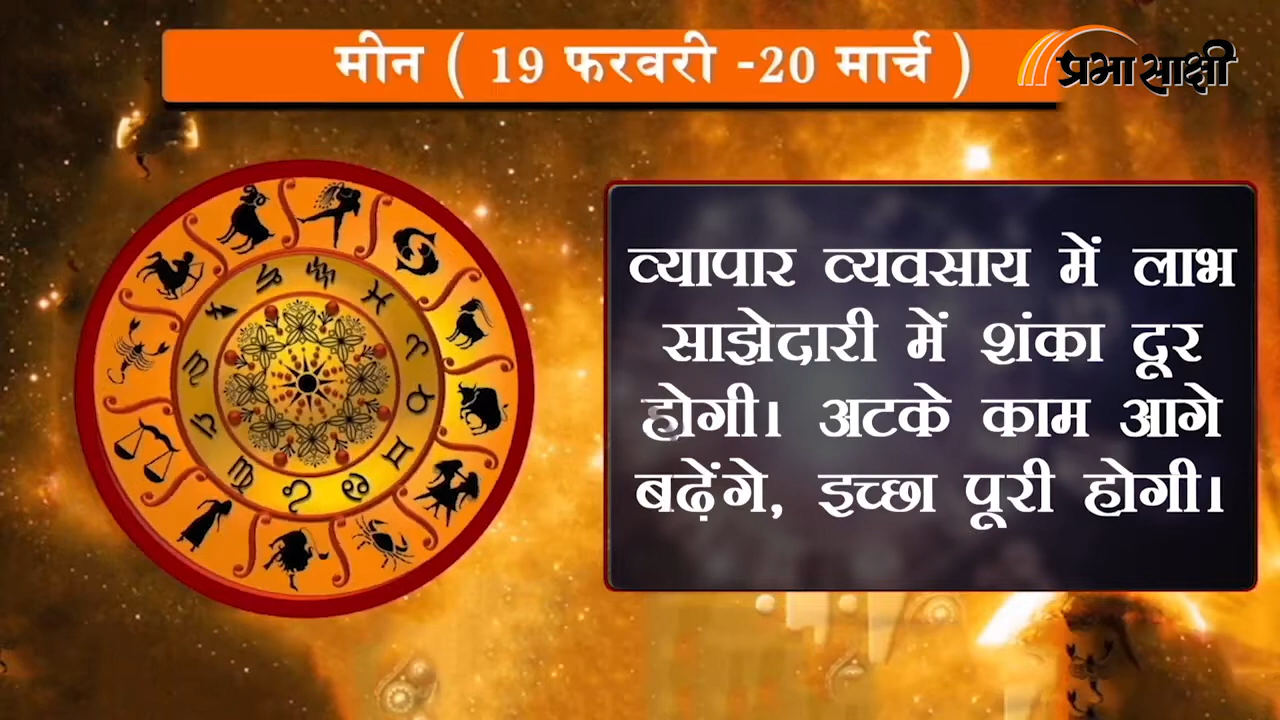 मीन ( 19 फरवरी -20 मार्च )
प्रभासाक्षी
व्यापार व्यवसाय में लाभ
साझेदारी में शंका दूर
होगी। अटके काम आगे
बढ़ेंगे, इच्छा पूरी होगी।